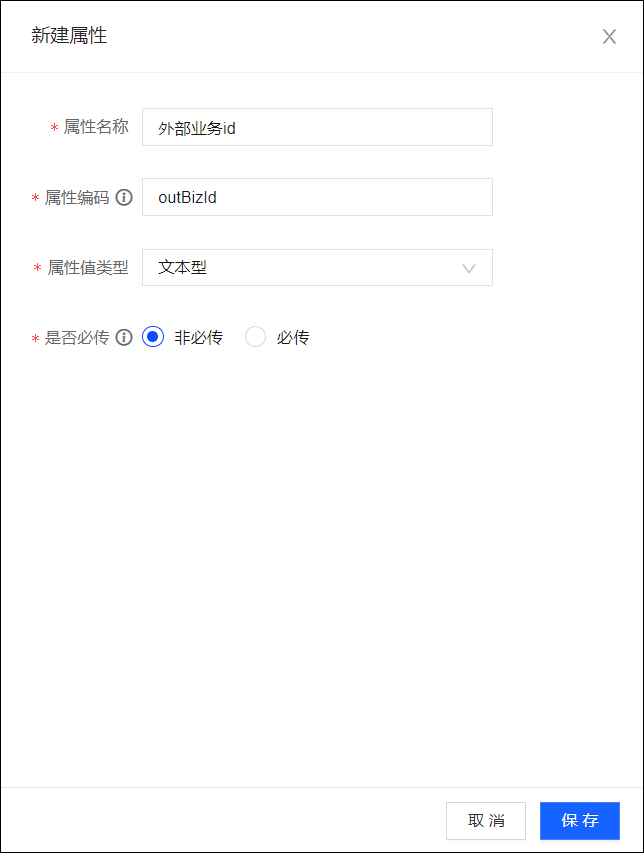 新建属性
* 属性名称 外部业务id
* 属性编码 outBizId
* 属性值类型 文本型
* 是否必传 非必传 必传
取 消 保 存